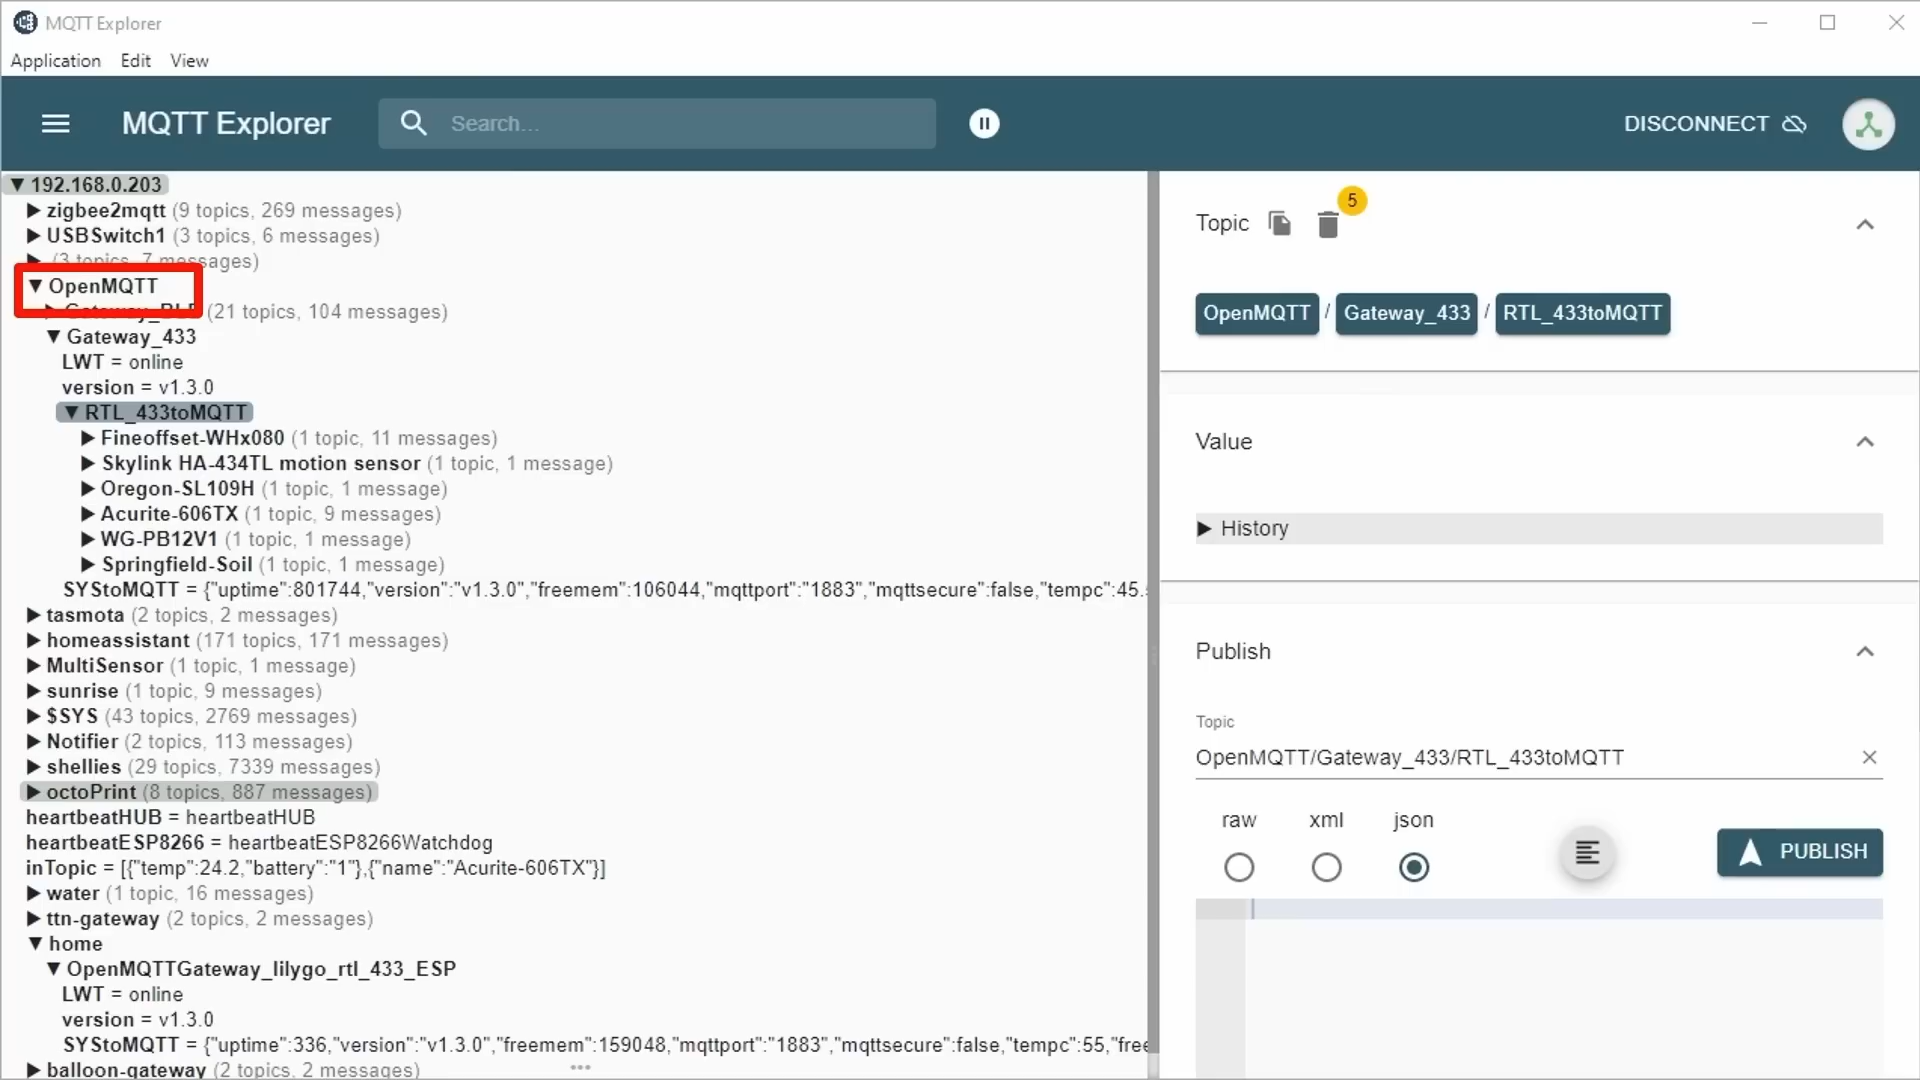 MQTT Explorer
Application Edit View
MQTT Explorer Search... DISCONNECT
192.168.0.203
zigbee2mqtt (9 topics, 269 messages)
USBSwitch1 (3 topics, 6 messages)
(3 topics, 7 messages)
OpenMQTT
Gateway_BLE (21 topics, 104 messages)
Gateway_433
LWT = online
version = v1.3.0
RTL_433toMQTT
Fineoffset-WHx080 (1 topic, 11 messages)
Skylink HA-434TL motion sensor (1 topic, 1 message)
Oregon-SL109H (1 topic, 1 message)
Acurite-606TX (1 topic, 9 messages)
WG-PB12V1 (1 topic, 1 message)
Springfield-Soil (1 topic, 1 message)
SYStoMQTT = {"uptime":801744,"version":"v1.3.0","freemem":106044,"mqttport":"1883","mqttsecure":false,"tempc":45.
tasmota (2 topics, 2 messages)
homeassistant (171 topics, 171 messages)
MultiSensor (1 topic, 1 message)
sunrise (1 topic, 9 messages)
$SYS (43 topics, 2769 messages)
Notifier (2 topics, 113 messages)
shellies (29 topics, 7339 messages)
octoPrint (8 topics, 887 messages)
heartbeatHUB = heartbeatHUB
heartbeatESP8266 = heartbeatESP8266Watchdog
inTopic = [{"temp":24.2,"battery":"1"},{"name":"Acurite-606TX"}]
water (1 topic, 16 messages)
ttn-gateway (2 topics, 2 messages)
home
OpenMQTTGateway_lilygo_rtl_433_ESP
LWT = online
version = v1.3.0
SYStoMQTT = {"uptime":336,"version":"v1.3.0","freemem":159048,"mqttport":"1883","mqttsecure":false,"tempc":55,"free
balloon-gateway (2 topics, 2 messages)
Topic 5
OpenMQTT / Gateway_433 / RTL_433toMQTT
Value
History
Publish
Topic
OpenMQTT/Gateway_433/RTL_433toMQTT
raw xml json
PUBLISH